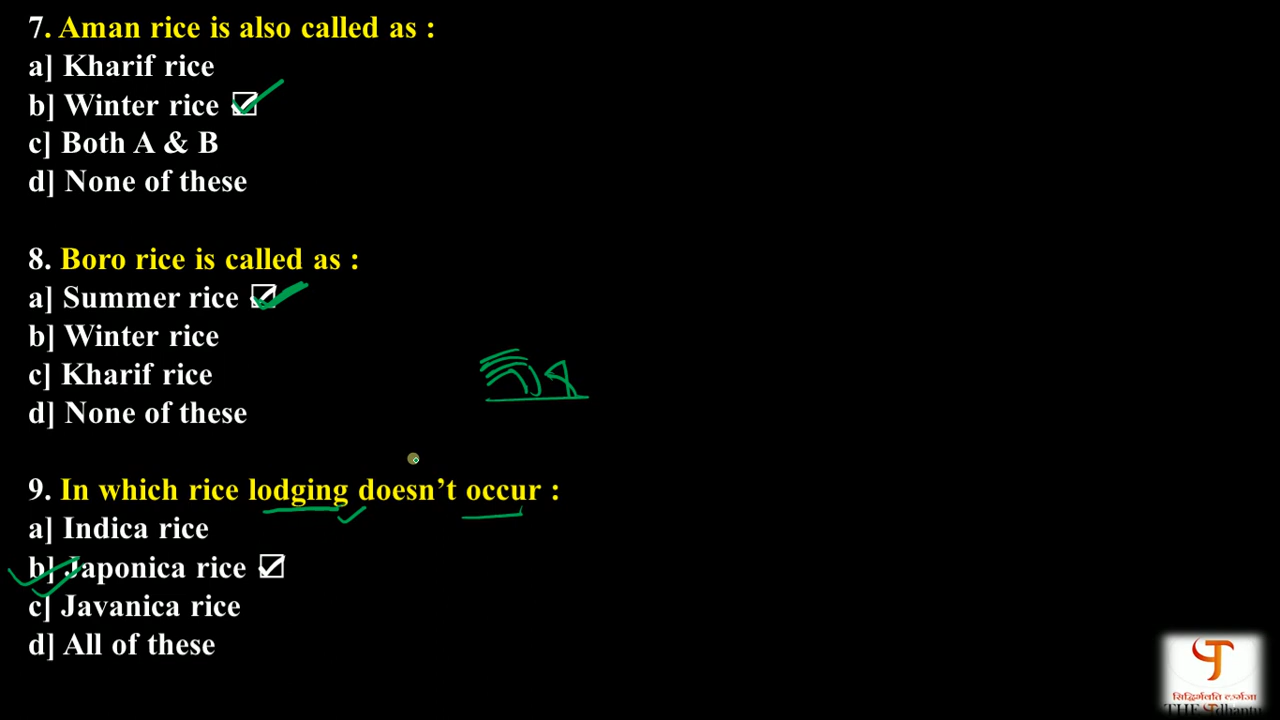 7. Aman rice is also called as :
a] Kharif rice
b] Winter rice ☑
c] Both A & B
d] None of these
8. Boro rice is called as :
a] Summer rice ☑
b] Winter rice
c] Kharif rice
d] None of these
9. In which rice lodging doesn’t occur :
a] Indica rice
b] Japonica rice ☑
c] Javanica rice
d] All of these